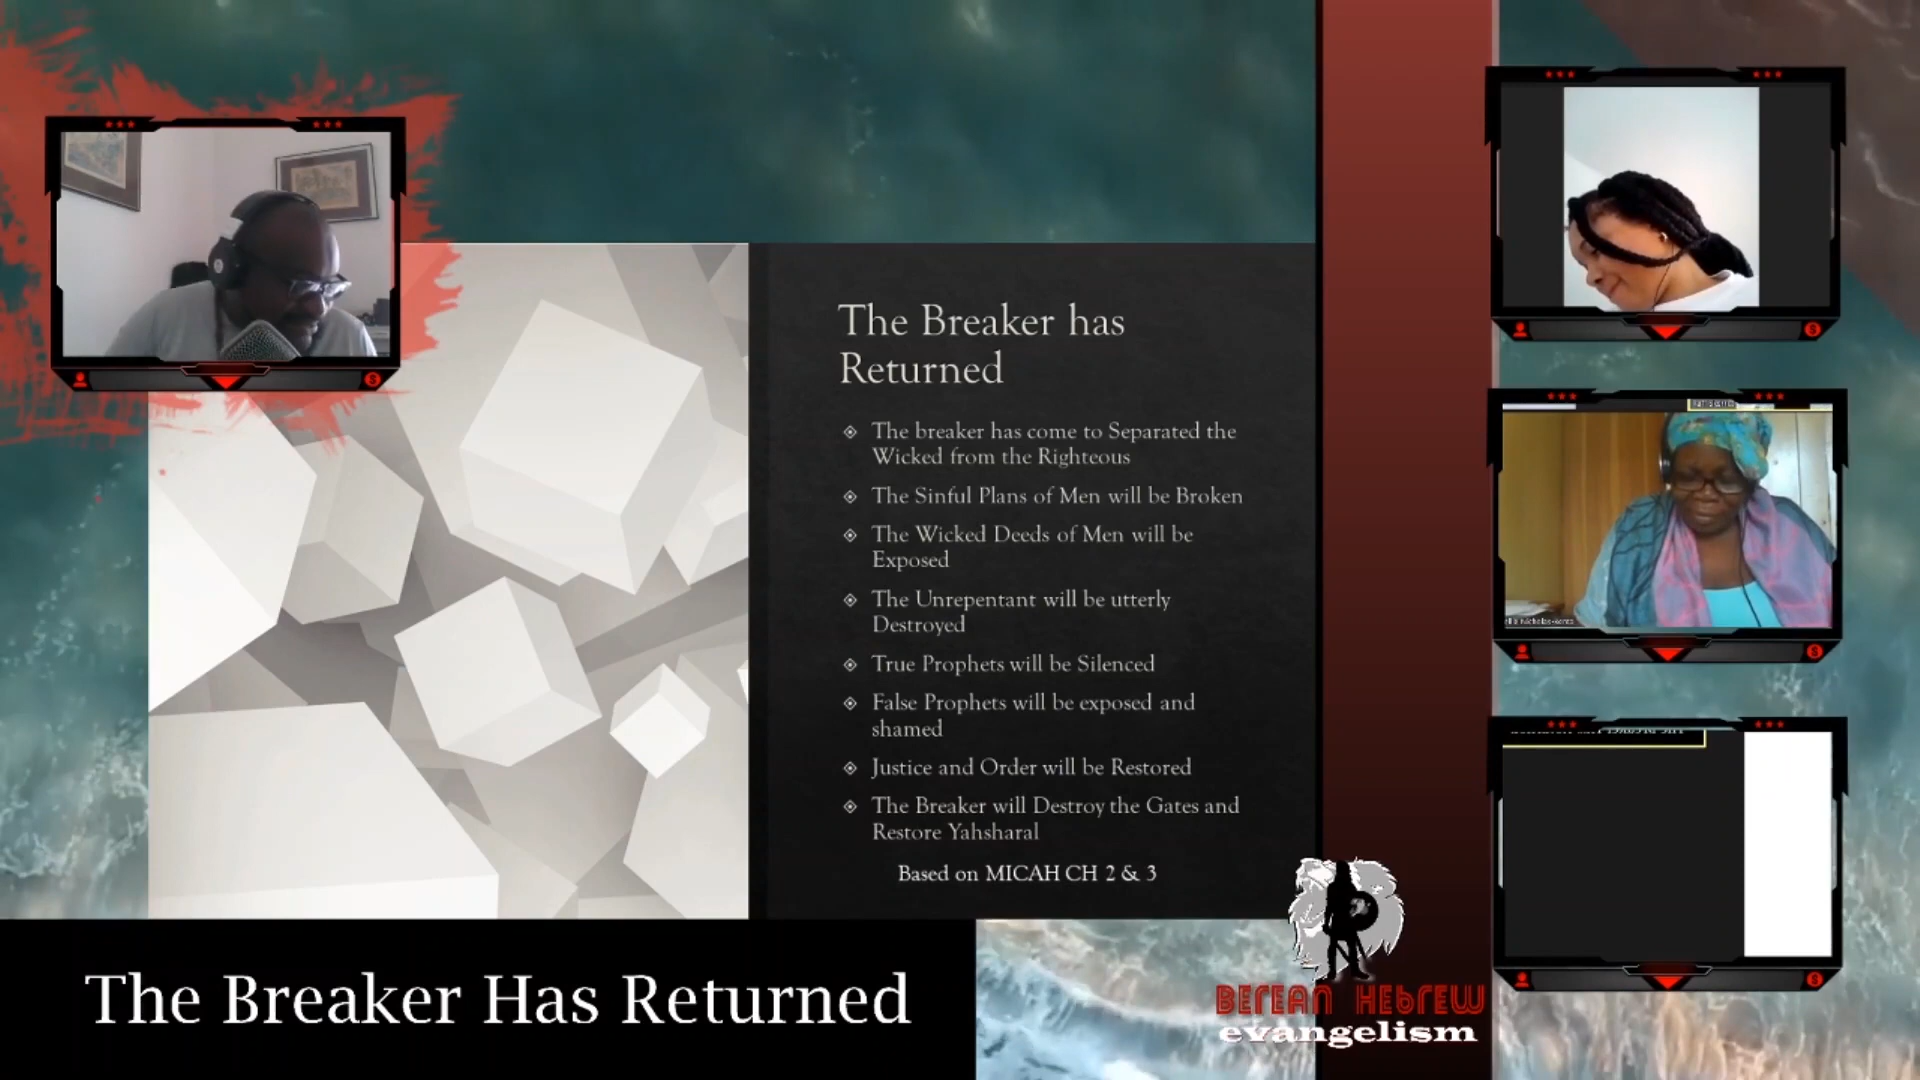 The Breaker has
Returned
The breaker has come to Separated the
Wicked from the Righteous
The Sinful Plans of Men will be Broken
The Wicked Deeds of Men will be
Exposed
The Unrepentant will be utterly
Destroyed
True Prophets will be Silenced
False Prophets will be exposed and
shamed
Justice and Order will be Restored
The Breaker will Destroy the Gates and
Restore Yahsharal
Based on MICAH CH 2 & 3
The Breaker Has Returned
BEREAN HEBREW
evangelism